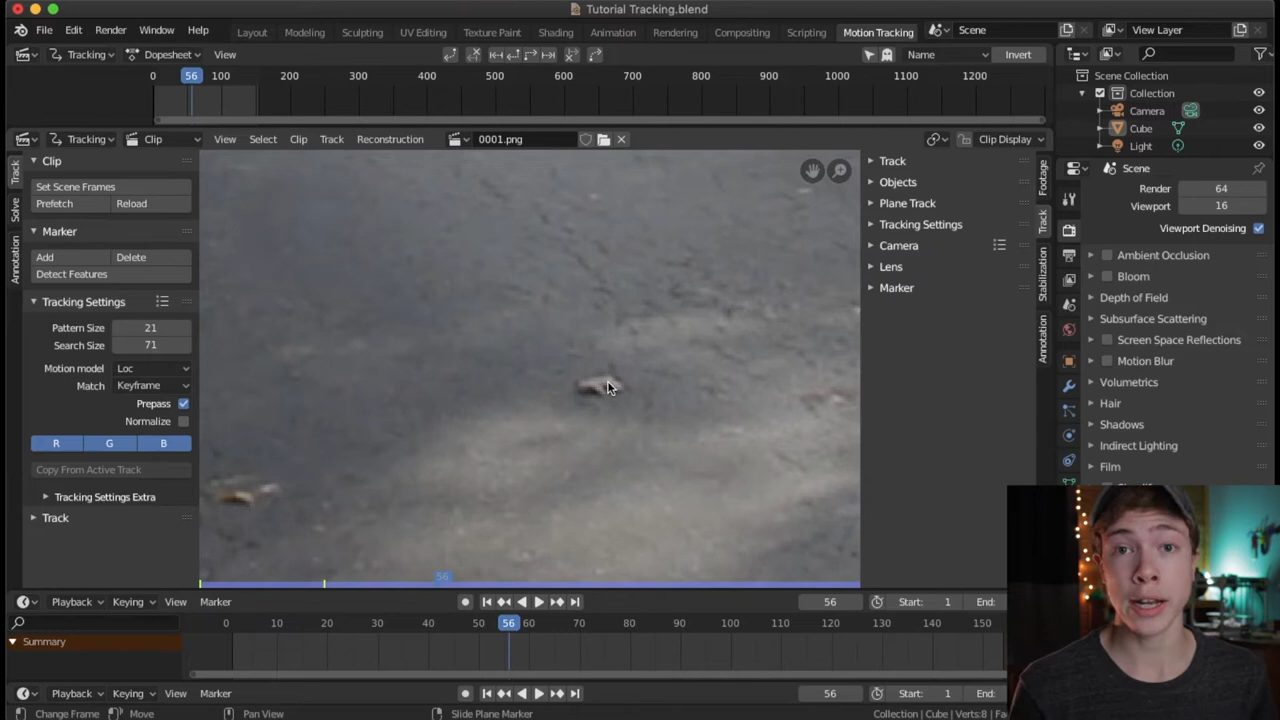 Tutorial Tracking.blend
File Edit Render Window Help Layout Modeling Sculpting UV Editing Texture Paint Shading Animation Rendering Compositing Scripting Motion Tracking Scene View Layer
Tracking Dopesheet View Name Invert
0 56 100 200 300 400 500 600 700 800 900 1000 1100 1200
Scene Collection
Collection
Camera
Cube
Light
Tracking Clip View Select Clip Track Reconstruction 0001.png Clip Display
Track
Solve
Annotation
Clip
Set Scene Frames
Prefetch Reload
Marker
Add Delete
Detect Features
Tracking Settings
Pattern Size 21
Search Size 71
Motion model Loc
Match Keyframe
Prepass
Normalize
R G B
Copy From Active Track
Tracking Settings Extra
Track
56
Track
Objects
Plane Track
Tracking Settings
Camera
Lens
Marker
Footage
Track
Stabilization
Annotation
Scene
Render 64
Viewport 16
Viewport Denoising
Ambient Occlusion
Bloom
Depth of Field
Subsurface Scattering
Screen Space Reflections
Motion Blur
Volumetrics
Hair
Shadows
Indirect Lighting
Film
Playback Keying View Marker 56 Start: 1 End:
0 10 20 30 40 56 60 70 80 90 100 110 120 130 140 150
Summary
Playback Keying View Marker 56 Start: 1 End:
Change Frame Move Pan View Slide Plane Marker Collection | Cube | Verts:8 |